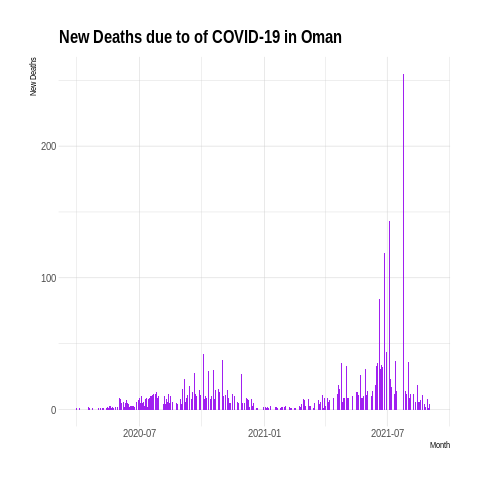 New Deaths due to of COVID-19 in Oman
New Deaths
200
100
0
2020-07
2021-01
2021-07
Month